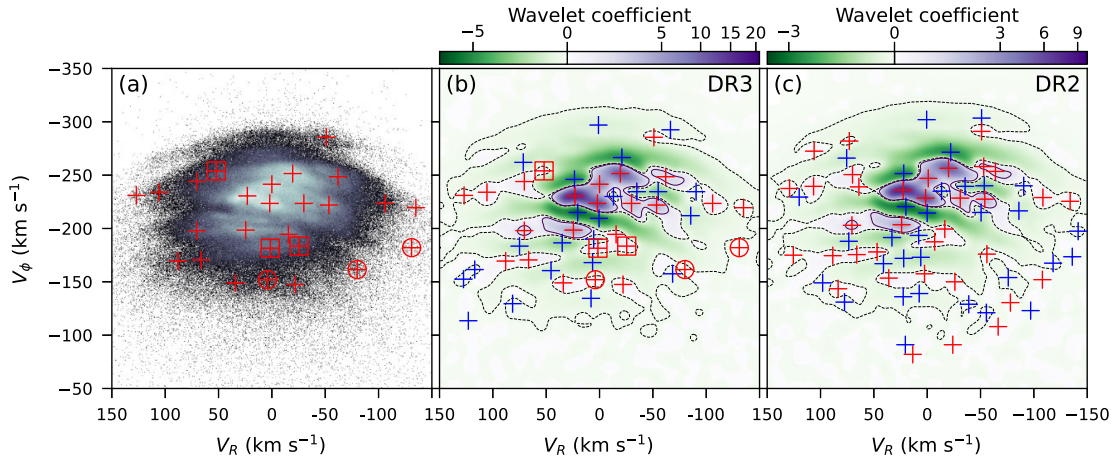 Wavelet coefficient Wavelet coefficient
−5 0 5 10 15 20 −3 0 3 6 9
(a) (b) DR3 (c) DR2
−350
−300
−250
−200
−150
−100
−50
V_ϕ (km s⁻¹)
150 100 50 0 -50 -100 150 100 50 0 -50 -100 150 100 50 0 -50 -100 -150
V_R (km s⁻¹) V_R (km s⁻¹) V_R (km s⁻¹)